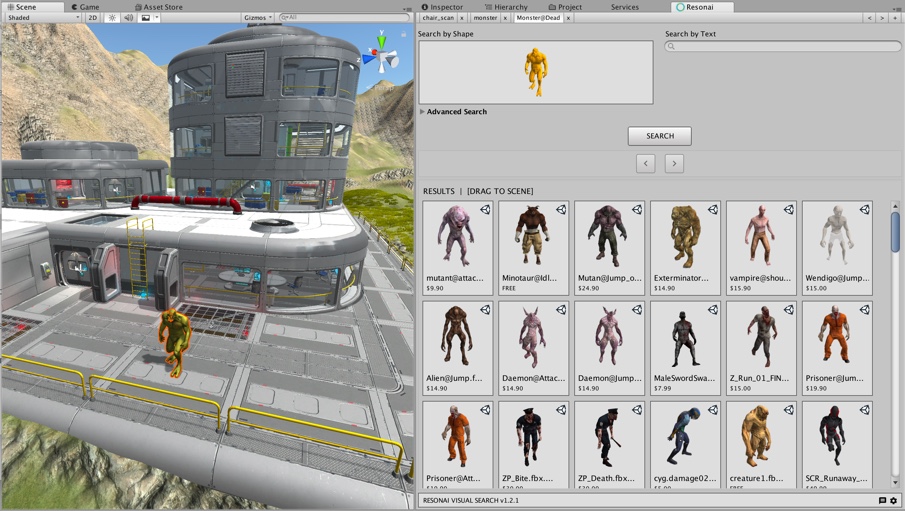 Scene
Game
Asset Store
Inspector
Hierarchy
Project
Services
Resonai
Shaded
2D
Gizmos
All
chair_scan x
monster x
Monster@Dead x
Search by Shape
Search by Text
Advanced Search
SEARCH
< >
RESULTS | [DRAG TO SCENE]
mutant@attac...
Minotaur@Idl...
Mutan@Jump_o...
Exterminator...
vampire@shou...
Wendigo@Jump...
$9.90
FREE
$24.90
$14.90
$15.90
$15.00
Alien@Jump.f...
Daemon@Attac...
Daemon@Jump...
MaleSwordSwa...
Z_Run_01_FIN...
Prisoner@Jum...
$14.90
$14.90
$14.90
$7.99
$15.00
$19.90
Prisoner@Att...
ZP_Bite.fbx...
ZP_Death.fbx...
cyg.damage02...
creature1.fb...
SCR_Runaway_...
RESONAI VISUAL SEARCH v1.2.1